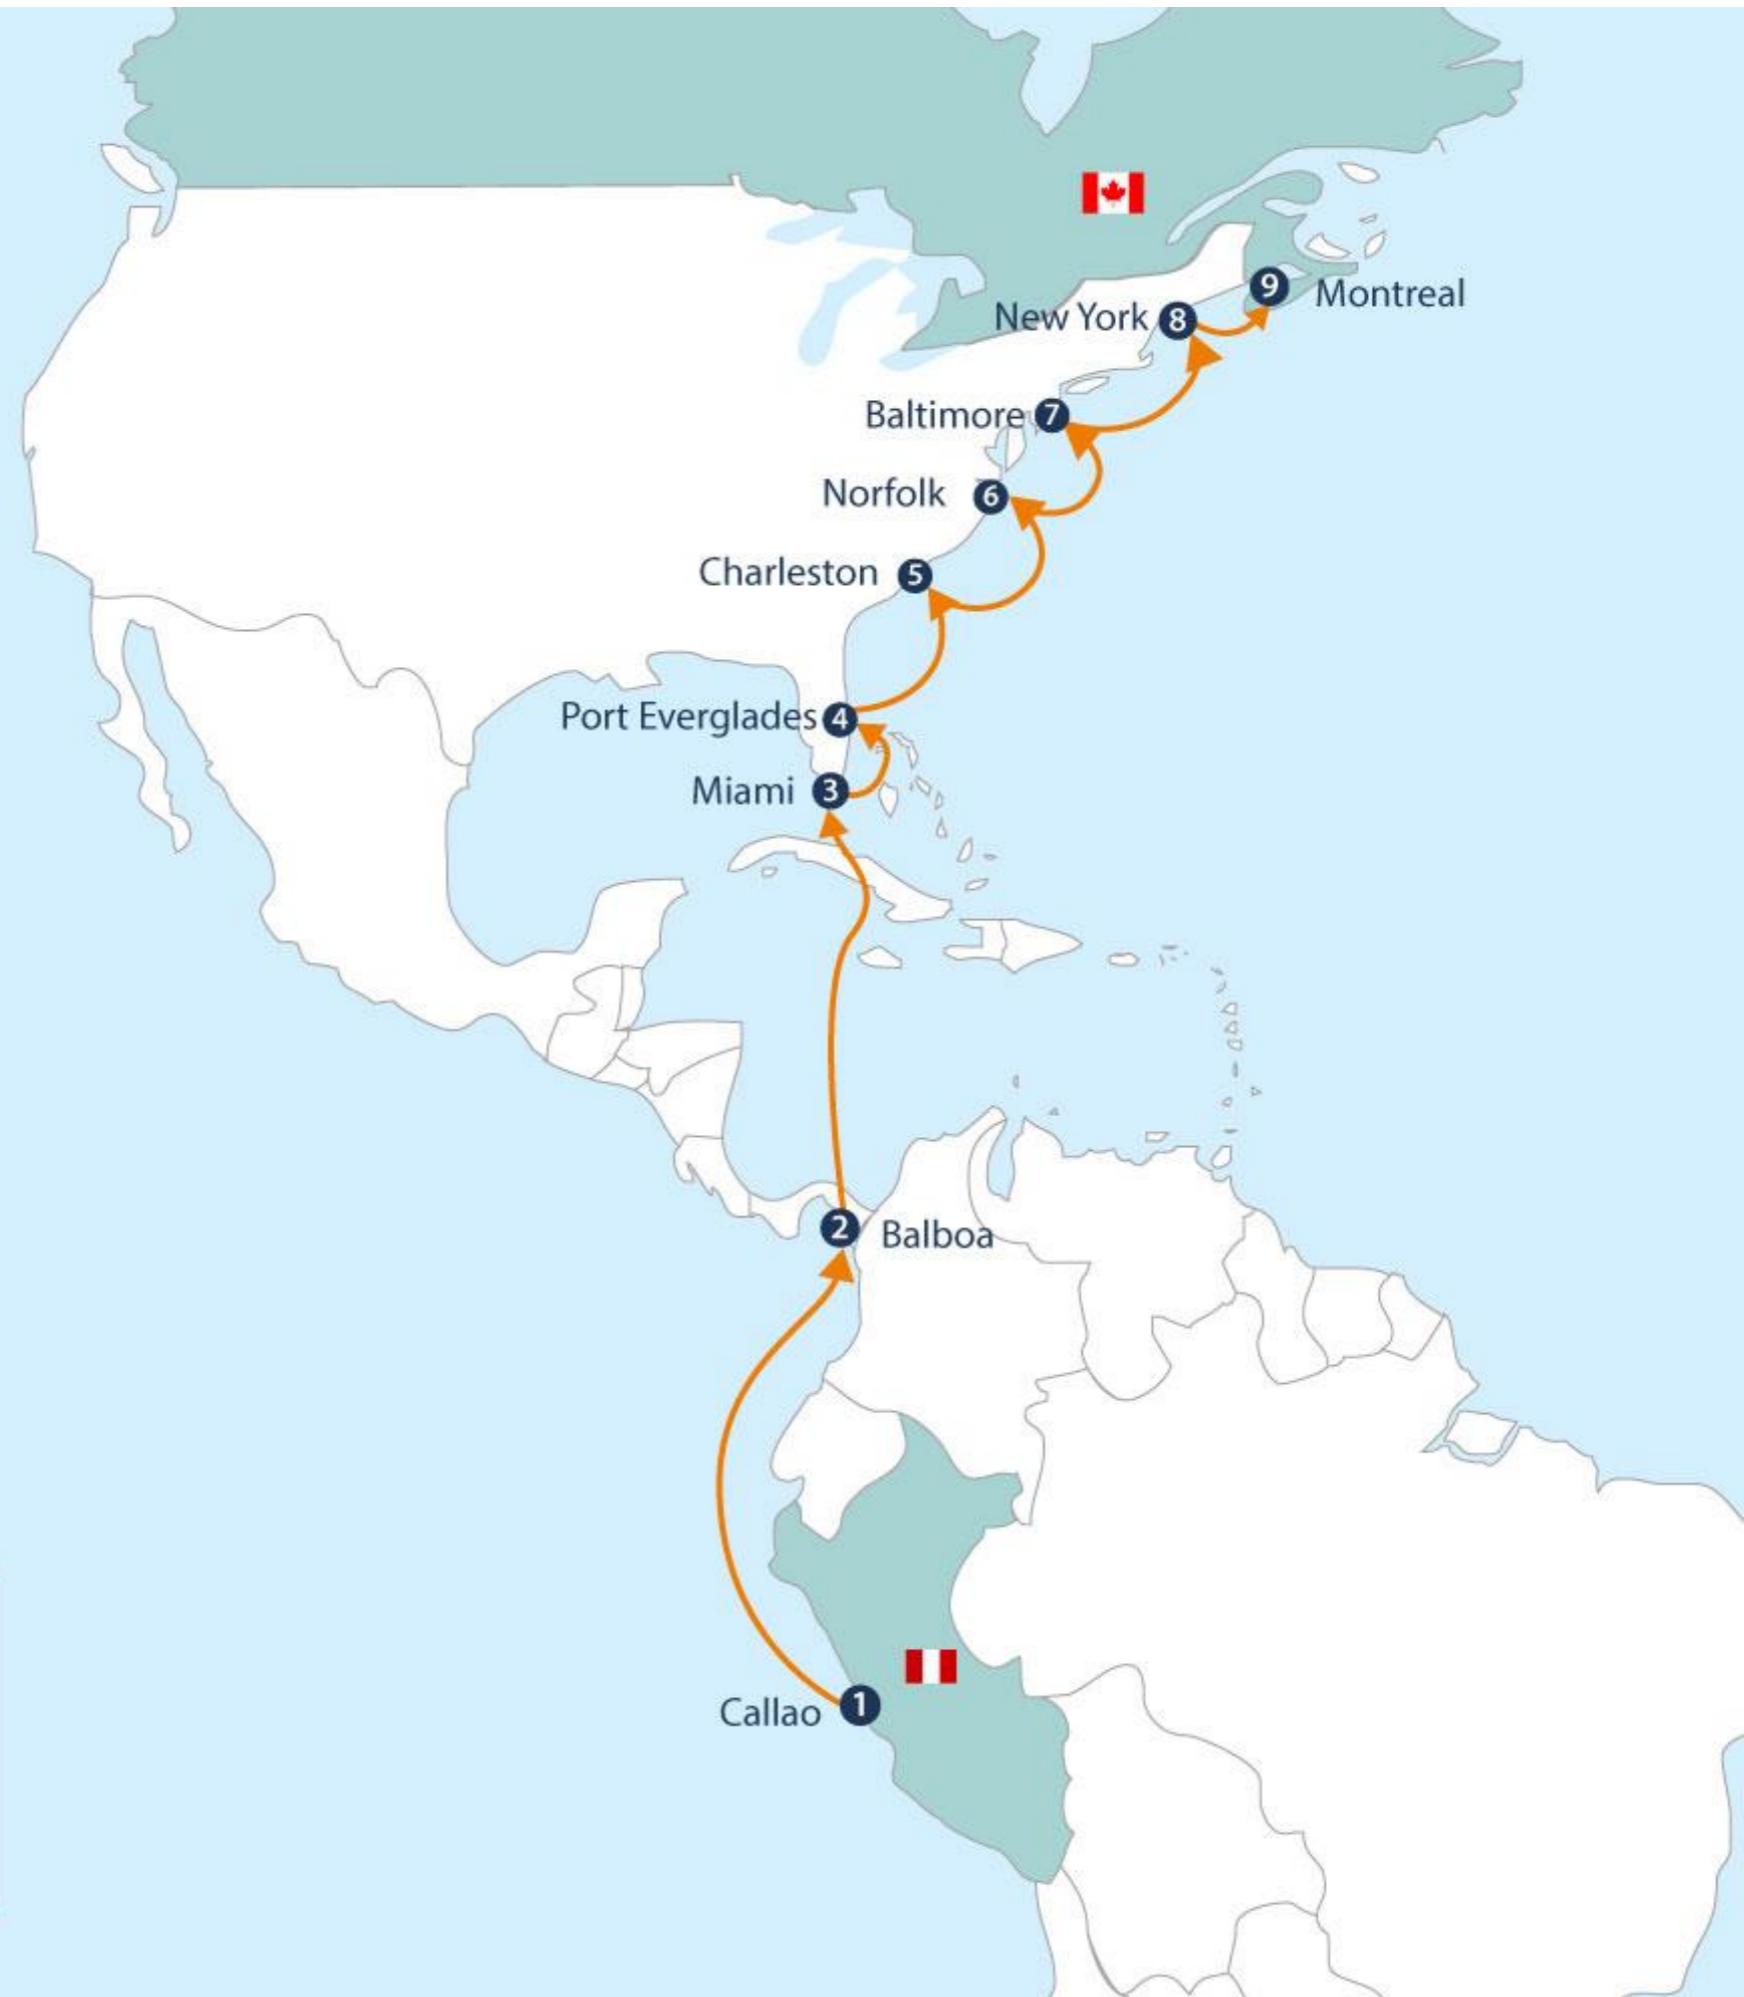 9 Montreal
New York 8
Baltimore 7
Norfolk 6
Charleston 5
Port Everglades 4
Miami 3
2 Balboa
Callao 1